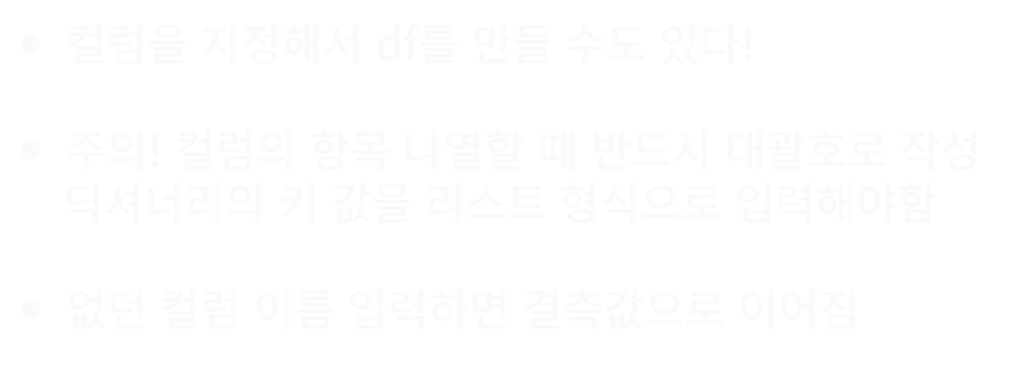 • 컬럼을 지정해서 df를 만들 수도 있다!
• 주의! 컬럼의 항목 나열할 때 반드시 대괄호로 작성
딕셔너리의 키 값을 리스트 형식으로 입력해야함
• 없던 컬럼 이름 입력하면 결측값으로 이어짐